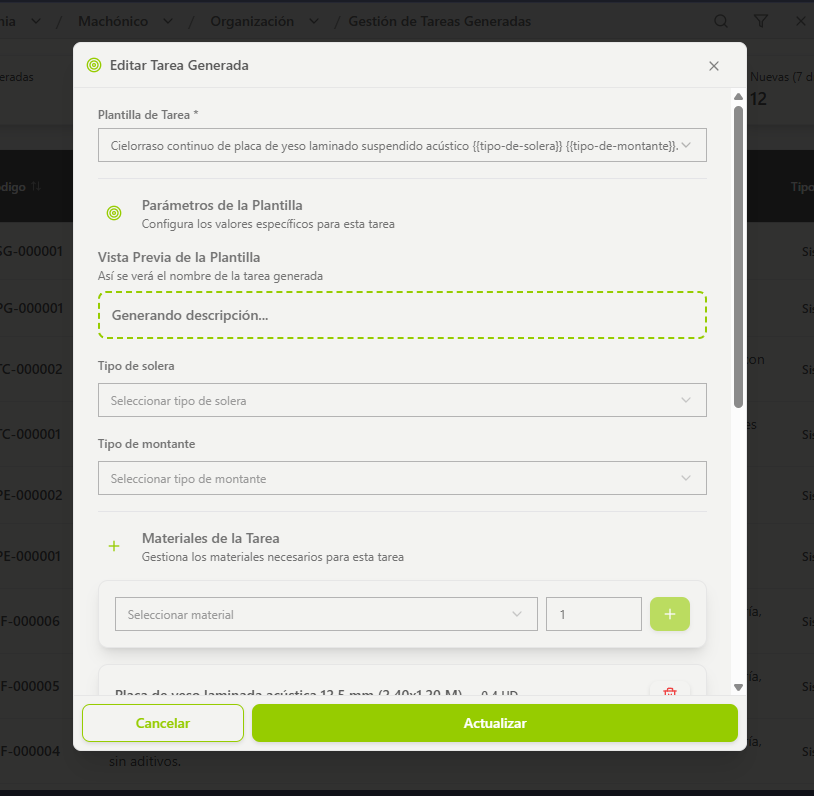 nia / Machónico / Organización / Gestión de Tareas Generadas
Editar Tarea Generada
eradas
Nuevas (7 d
12
Plantilla de Tarea *
Cielorraso continuo de placa de yeso laminado suspendido acústico {{tipo-de-solera}} {{tipo-de-montante}}.
digo
Tipo
Parámetros de la Plantilla
Configura los valores específicos para esta tarea
SG-000001
Sis
Vista Previa de la Plantilla
Así se verá el nombre de la tarea generada
PG-000001
Generando descripción...
Sis
Tipo de solera
TC-000002
con
Sis
Seleccionar tipo de solera
TC-000001
es
Sis
Tipo de montante
Seleccionar tipo de montante
PE-000002
Sis
Materiales de la Tarea
Gestiona los materiales necesarios para esta tarea
PE-000001
Sis
Seleccionar material
1
F-000006
ía,
Sis
F-000005
ía,
Sis
Placa de yeso laminada acústica 12.5 mm (2.40x1.20 M)
0.4 UD
Cancelar
Actualizar
F-000004
ía,
Sis
sin aditivos.